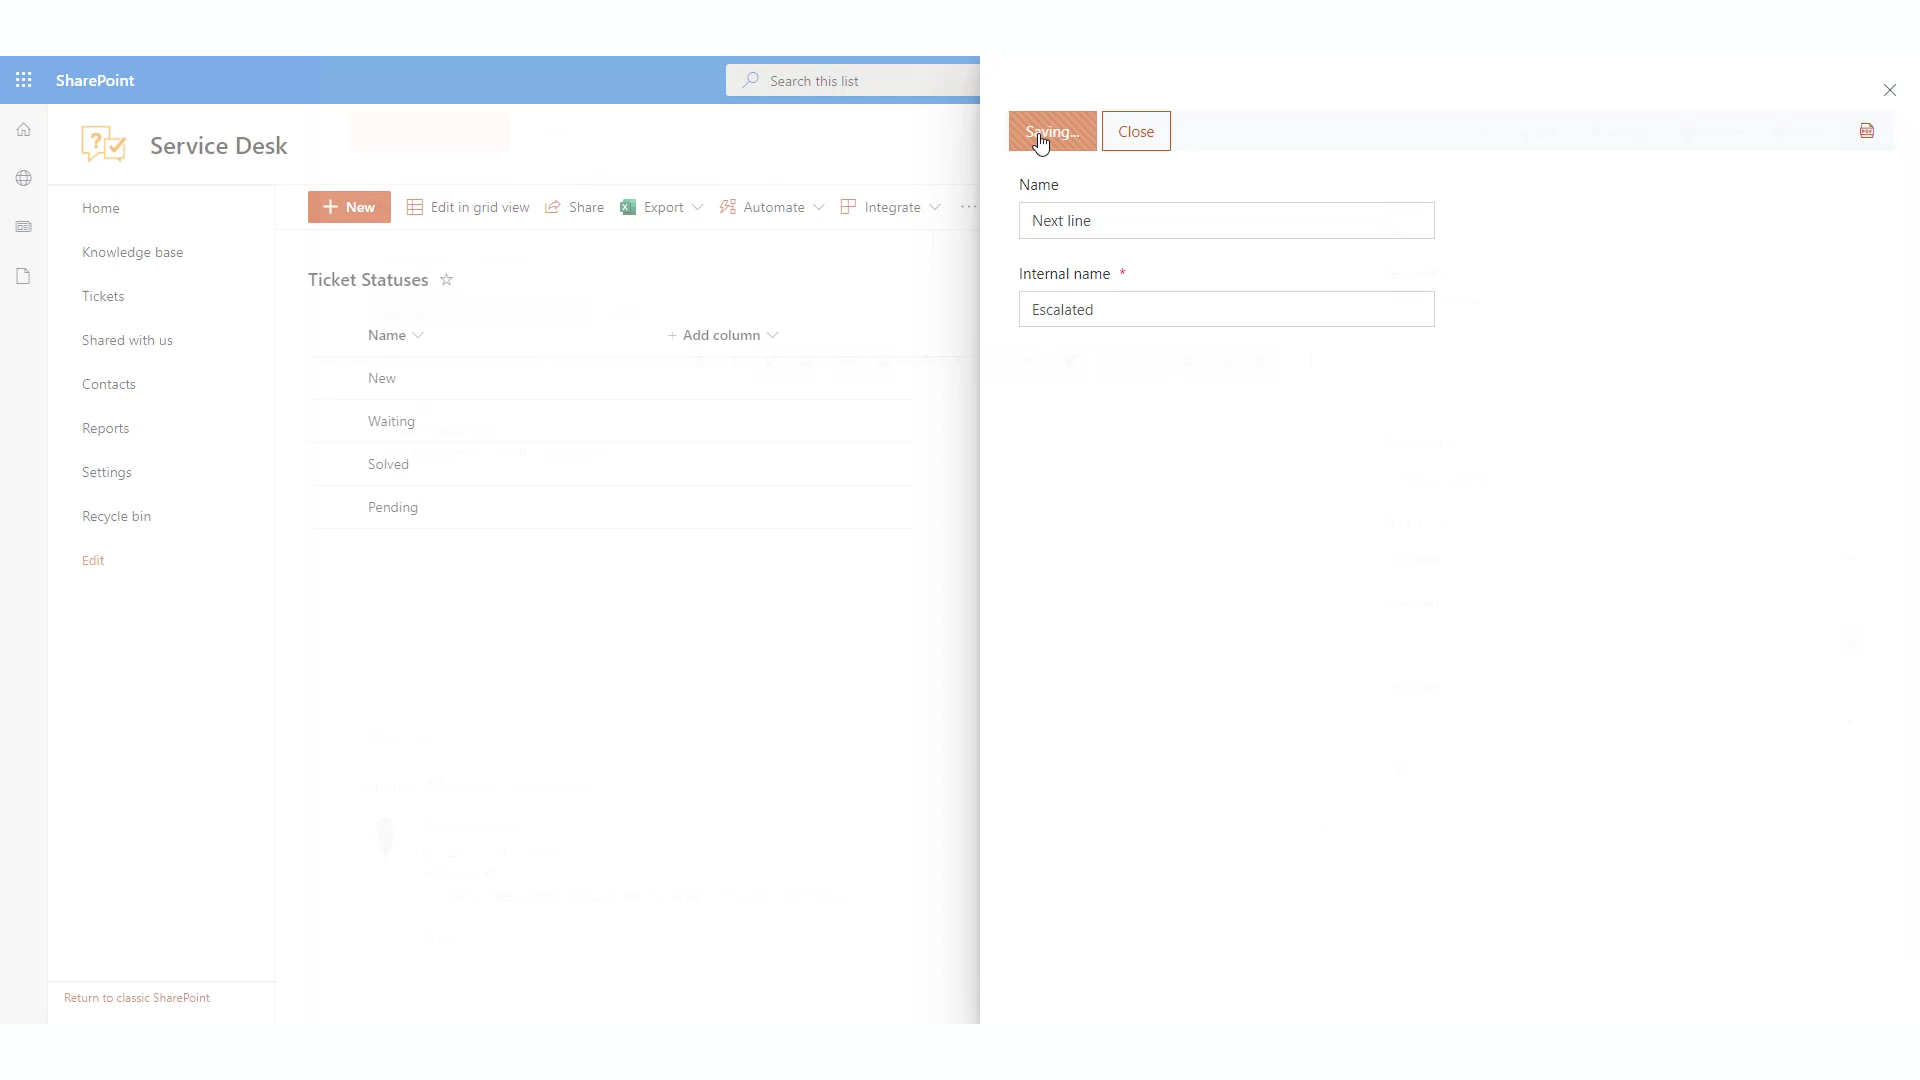 SharePoint
Search this list
Service Desk
Home
Knowledge base
Tickets
Shared with us
Contacts
Reports
Settings
Recycle bin
Edit
Return to classic SharePoint
New
Edit in grid view
Share
Export
Automate
Integrate
Ticket Statuses
Name
Add column
New
Waiting
Solved
Pending
Saving...
Close
Name
Next line
Internal name *
Escalated